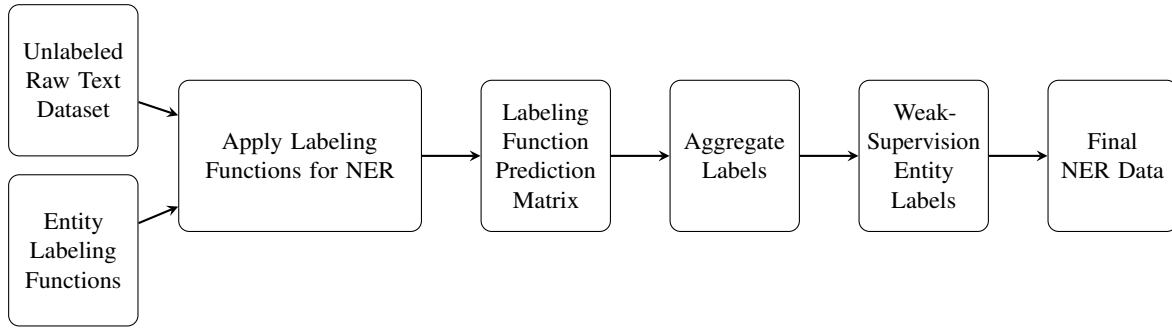 Unlabeled
Raw Text
Dataset
Entity
Labeling
Functions
Apply Labeling
Functions for NER
Labeling
Function
Prediction
Matrix
Aggregate
Labels
Weak-
Supervision
Entity
Labels
Final
NER Data